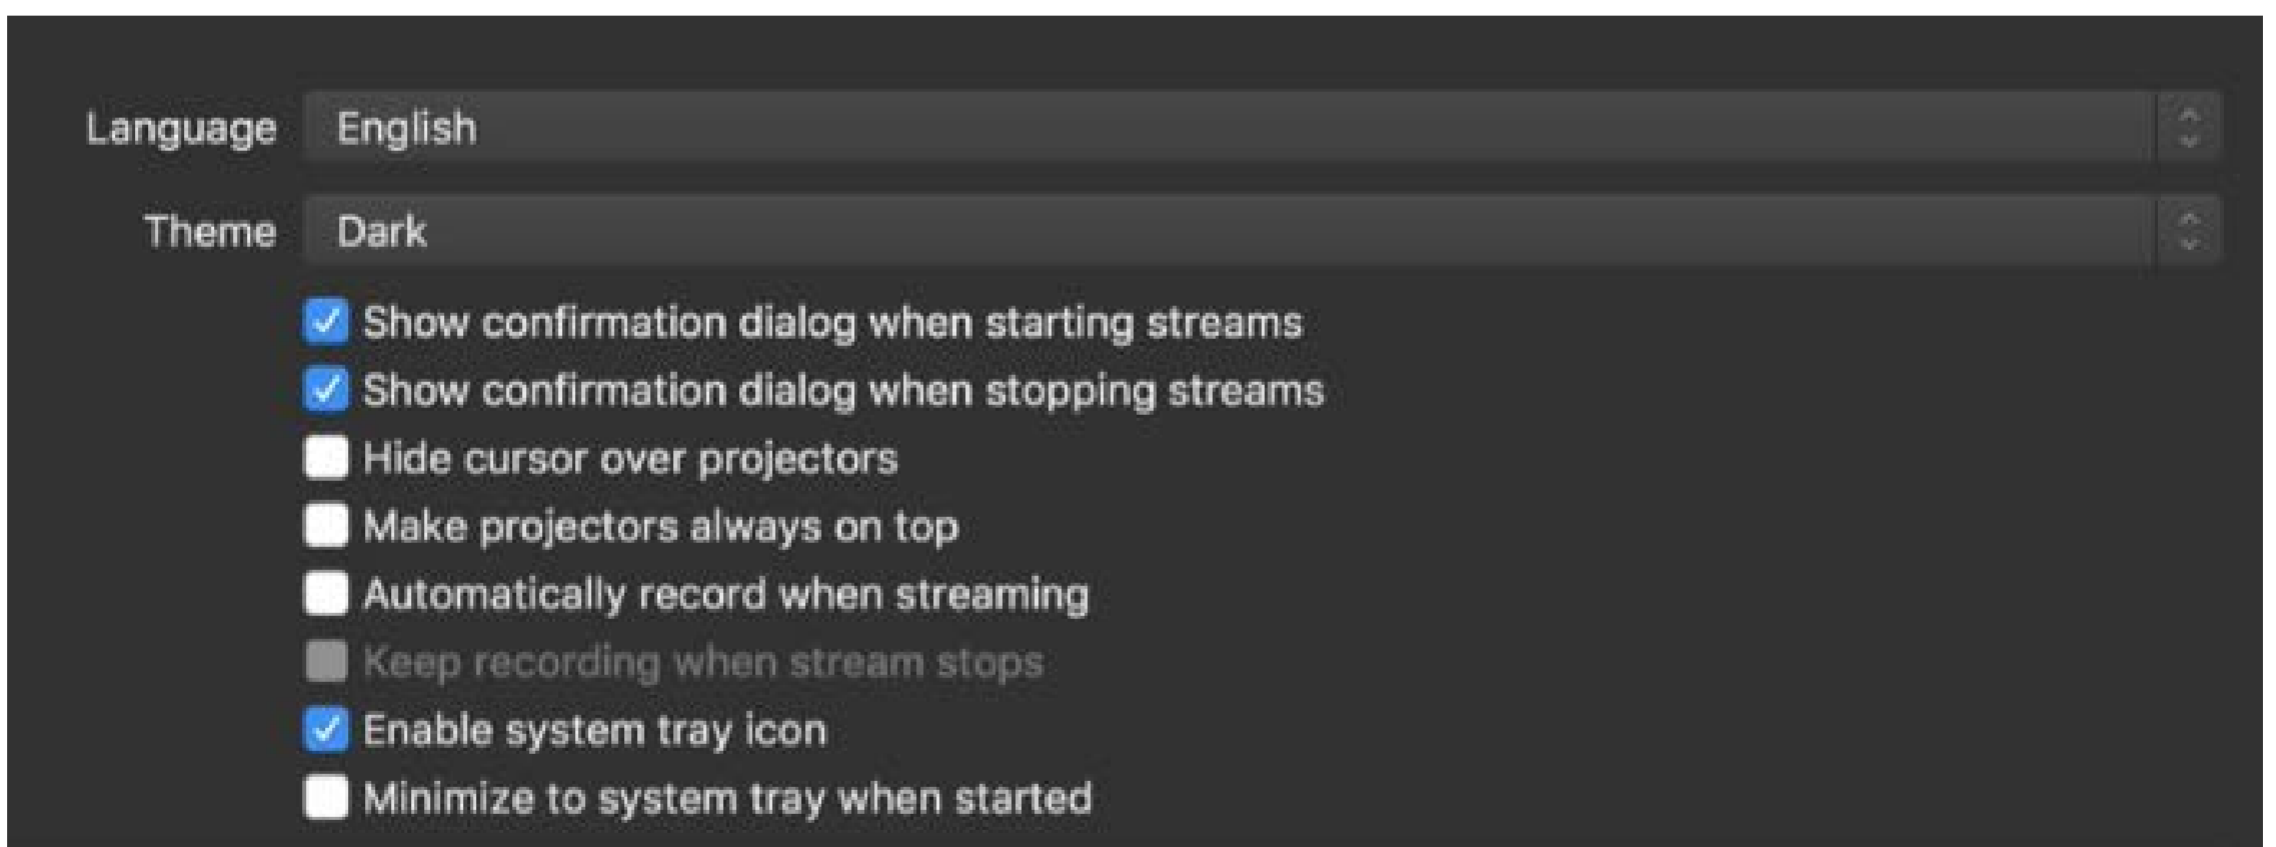 Language English
Theme Dark
Show confirmation dialog when starting streams
Show confirmation dialog when stopping streams
Hide cursor over projectors
Make projectors always on top
Automatically record when streaming
Keep recording when stream stops
Enable system tray icon
Minimize to system tray when started